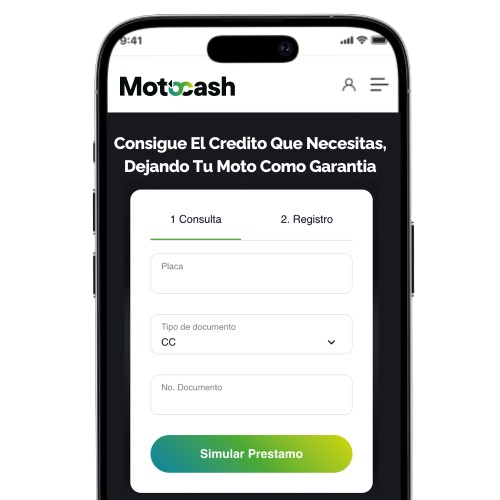 9:41
Motocash
Consigue El Credito Que Necesitas,
Dejando Tu Moto Como Garantia
1 Consulta
2. Registro
Placa
Tipo de documento
CC
No. Documento
Simular Prestamo